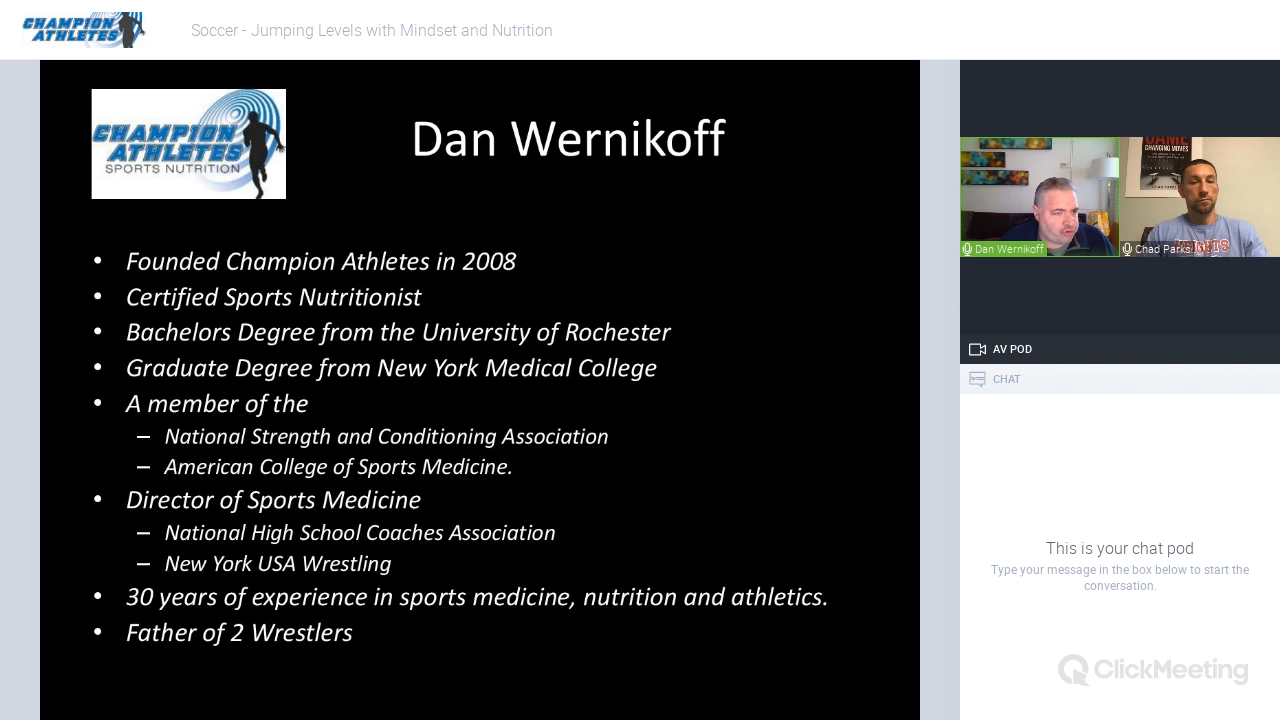 CHAMPION
ATHLETES
Soccer - Jumping Levels with Mindset and Nutrition
CHAMPION
ATHLETES
SPORTS NUTRITION
Dan Wernikoff
• Founded Champion Athletes in 2008
• Certified Sports Nutritionist
• Bachelors Degree from the University of Rochester
• Graduate Degree from New York Medical College
• A member of the
– National Strength and Conditioning Association
– American College of Sports Medicine.
• Director of Sports Medicine
– National High School Coaches Association
– New York USA Wrestling
• 30 years of experience in sports medicine, nutrition and athletics.
• Father of 2 Wrestlers
GAME
CHANGING MOVES
Dan Wernikoff
Chad Parks
AV POD
CHAT
This is your chat pod
Type your message in the box below to start the
conversation.
ClickMeeting